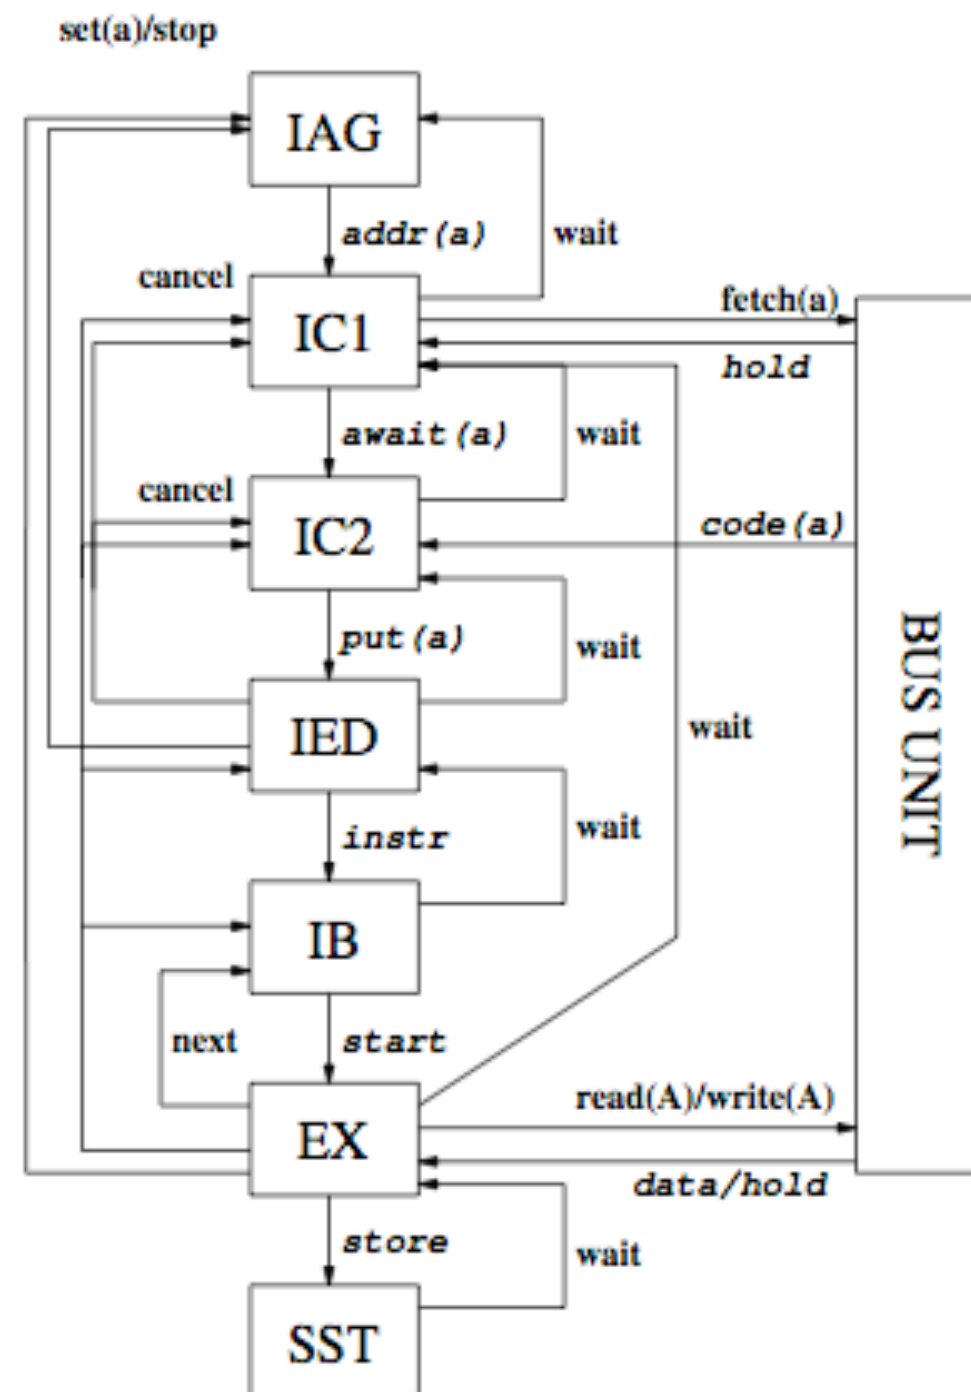 set(a)/stop
IAG
addr(a)
wait
cancel
fetch(a)
IC1
hold
await(a)
wait
cancel
code(a)
IC2
put(a)
wait
BUS UNIT
IED
wait
instr
wait
IB
next
start
read(A)/write(A)
EX
data/hold
store
wait
SST